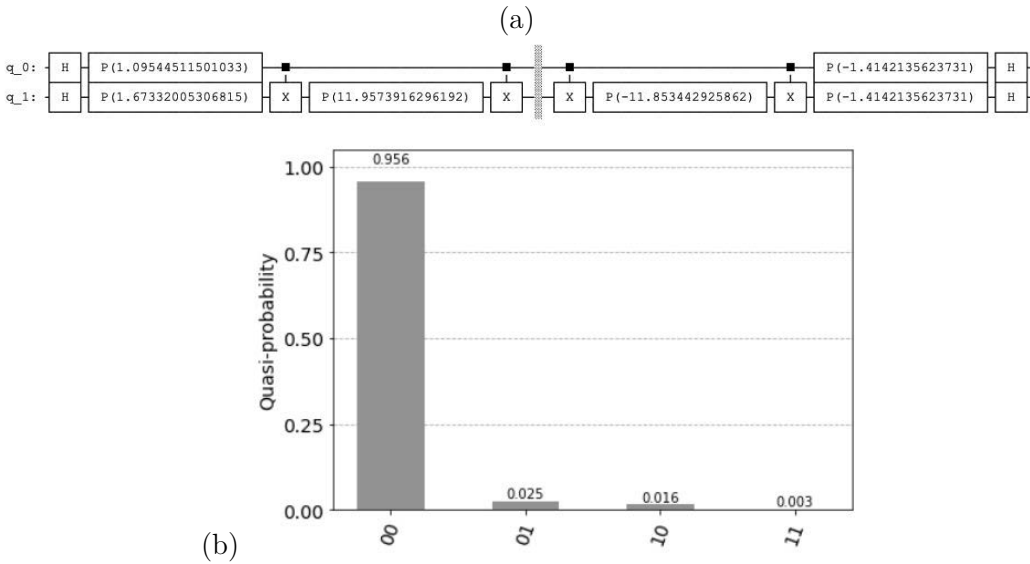 (a)
q_0: H P(1.09544511501033) P(-1.4142135623731) H
q_1: H P(1.67332005306815) X P(11.9573916296192) X X P(-11.853442925862) X P(-1.4142135623731) H
0.956
1.00
0.75
0.50
0.25
0.00
Quasi-probability
0.025
0.016
0.003
00
01
10
11
(b)